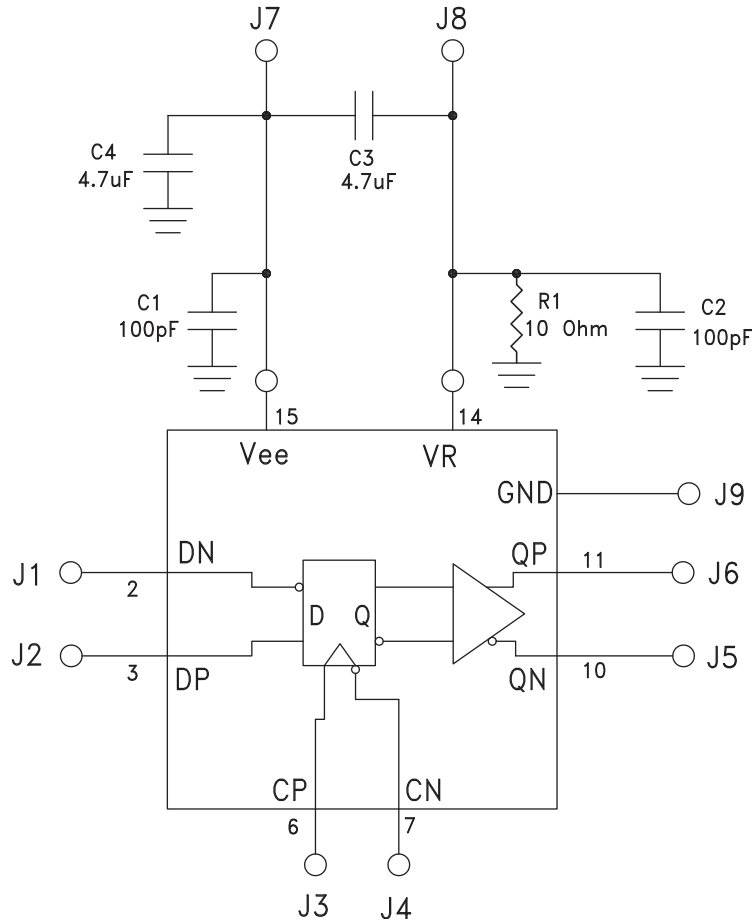 J7
J8
C4
4.7uF
C3
4.7uF
C1
100pF
R1
10 Ohm
C2
100pF
15
14
Vee
VR
GND
J9
DN
QP
J1
2
11
J6
D
Q
J2
3
DP
QN
10
J5
CP
CN
6
7
J3
J4